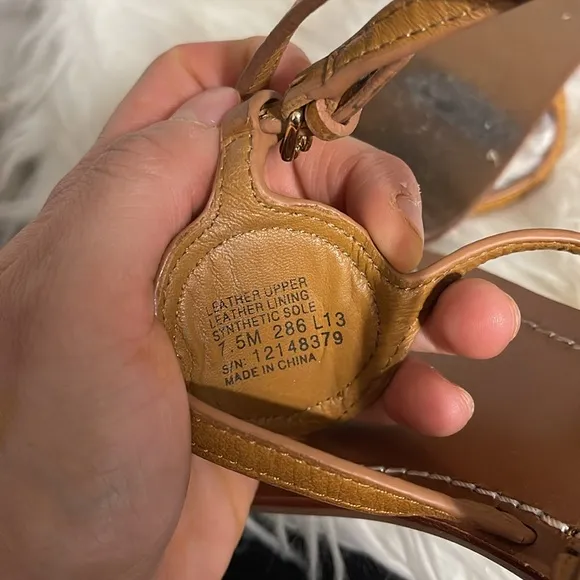 LEATHER UPPER
LEATHER LINING
SYNTHETIC SOLE
7.5M 286 L13
S/N: 12148379
MADE IN CHINA